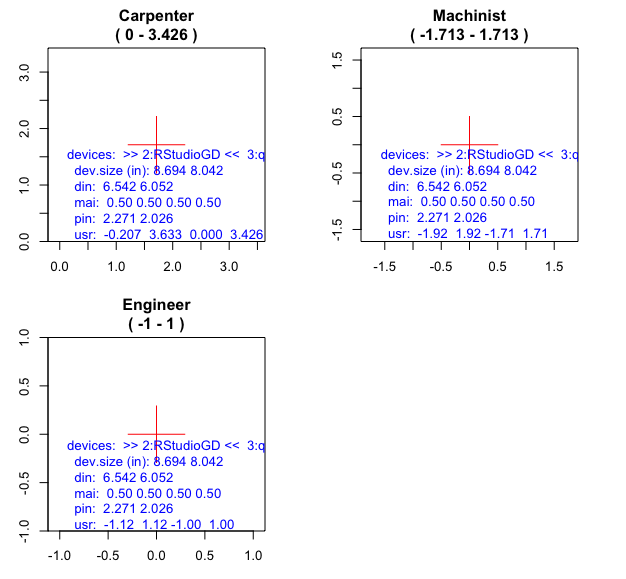 Carpenter
( 0 - 3.426 )
3.0
2.0
1.0
0.0
devices:  >> 2:RStudioGD <<  3:q
dev.size (in): 8.694 8.042
din:  6.542 6.052
mai:  0.50 0.50 0.50 0.50
pin:  2.271 2.026
usr:  -0.207  3.633  0.000  3.426
0.0 1.0 2.0 3.0
Machinist
( -1.713 - 1.713 )
1.5
0.5
-0.5
-1.5
devices:  >> 2:RStudioGD <<  3:q
dev.size (in): 8.694 8.042
din:  6.542 6.052
mai:  0.50 0.50 0.50 0.50
pin:  2.271 2.026
usr:  -1.92  1.92 -1.71  1.71
-1.5 -0.5 0.5 1.5
Engineer
( -1 - 1 )
1.0
0.5
0.0
-0.5
-1.0
devices:  >> 2:RStudioGD <<  3:q
dev.size (in): 8.694 8.042
din:  6.542 6.052
mai:  0.50 0.50 0.50 0.50
pin:  2.271 2.026
usr:  -1.12  1.12 -1.00  1.00
-1.0 -0.5 0.0 0.5 1.0